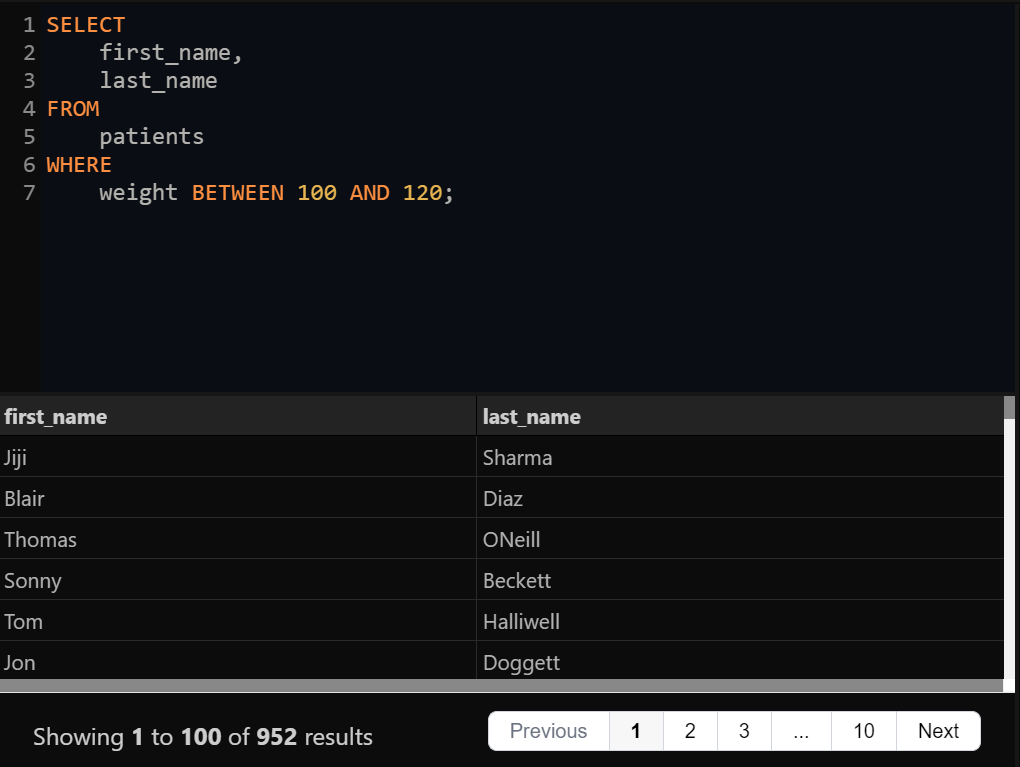 1 SELECT
2     first_name,
3     last_name
4 FROM
5     patients
6 WHERE
7     weight BETWEEN 100 AND 120;
first_name last_name
Jiji Sharma
Blair Diaz
Thomas ONeill
Sonny Beckett
Tom Halliwell
Jon Doggett
Showing 1 to 100 of 952 results Previous 1 2 3 ... 10 Next